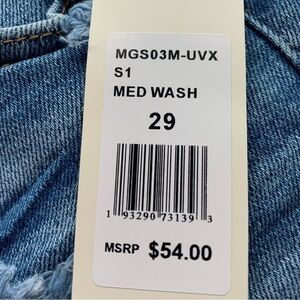 MGS03M-UVX
S1
MED WASH
29
1 93290 73139 3
MSRP $54.00